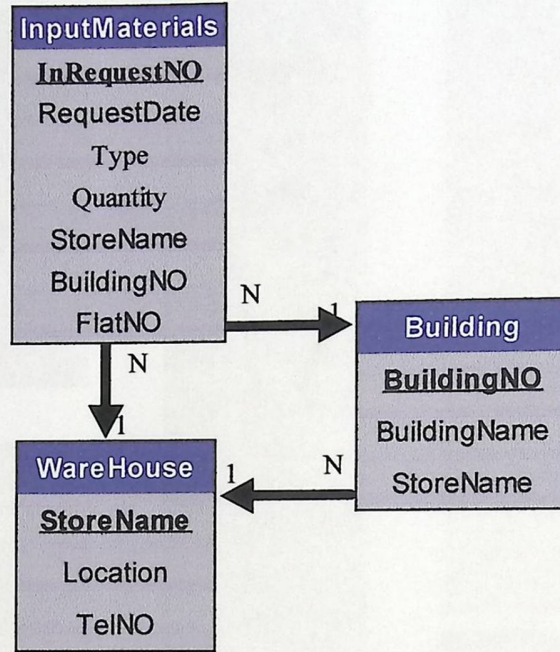 InputMaterials
InRequestNO
RequestDate
Type
Quantity
StoreName
BuildingNO
FlatNO
N
1
N
1
Building
BuildingNO
BuildingName
StoreName
N
1
WareHouse
StoreName
Location
TelNO